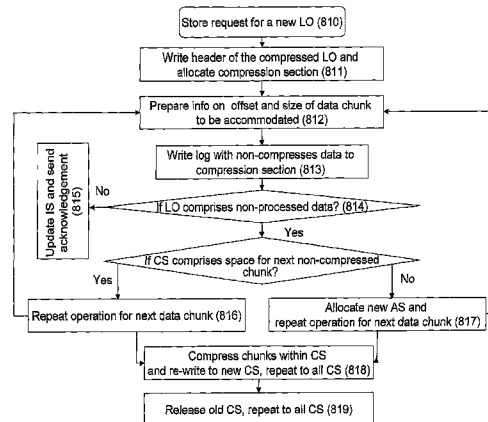 Store request for a new LO (810)
Write header of the compressed LO and
allocate compression section (811)
Prepare info on offset and size of data chunk
to be accommodated (812)
Write log with non-compresses data to
compression section (813)
Update IS and send
acknowledgement
(815)
No
If LO comprises non-processed data? (814)
Yes
If CS comprises space for next non-compressed
chunk?
Yes
No
Repeat operation for next data chunk (816)
Allocate new AS and
repeat operation for next data chunk (817)
Compress chunks within CS
and re-write to new CS, repeat to all CS (818)
Release old CS, repeat to all CS (819)